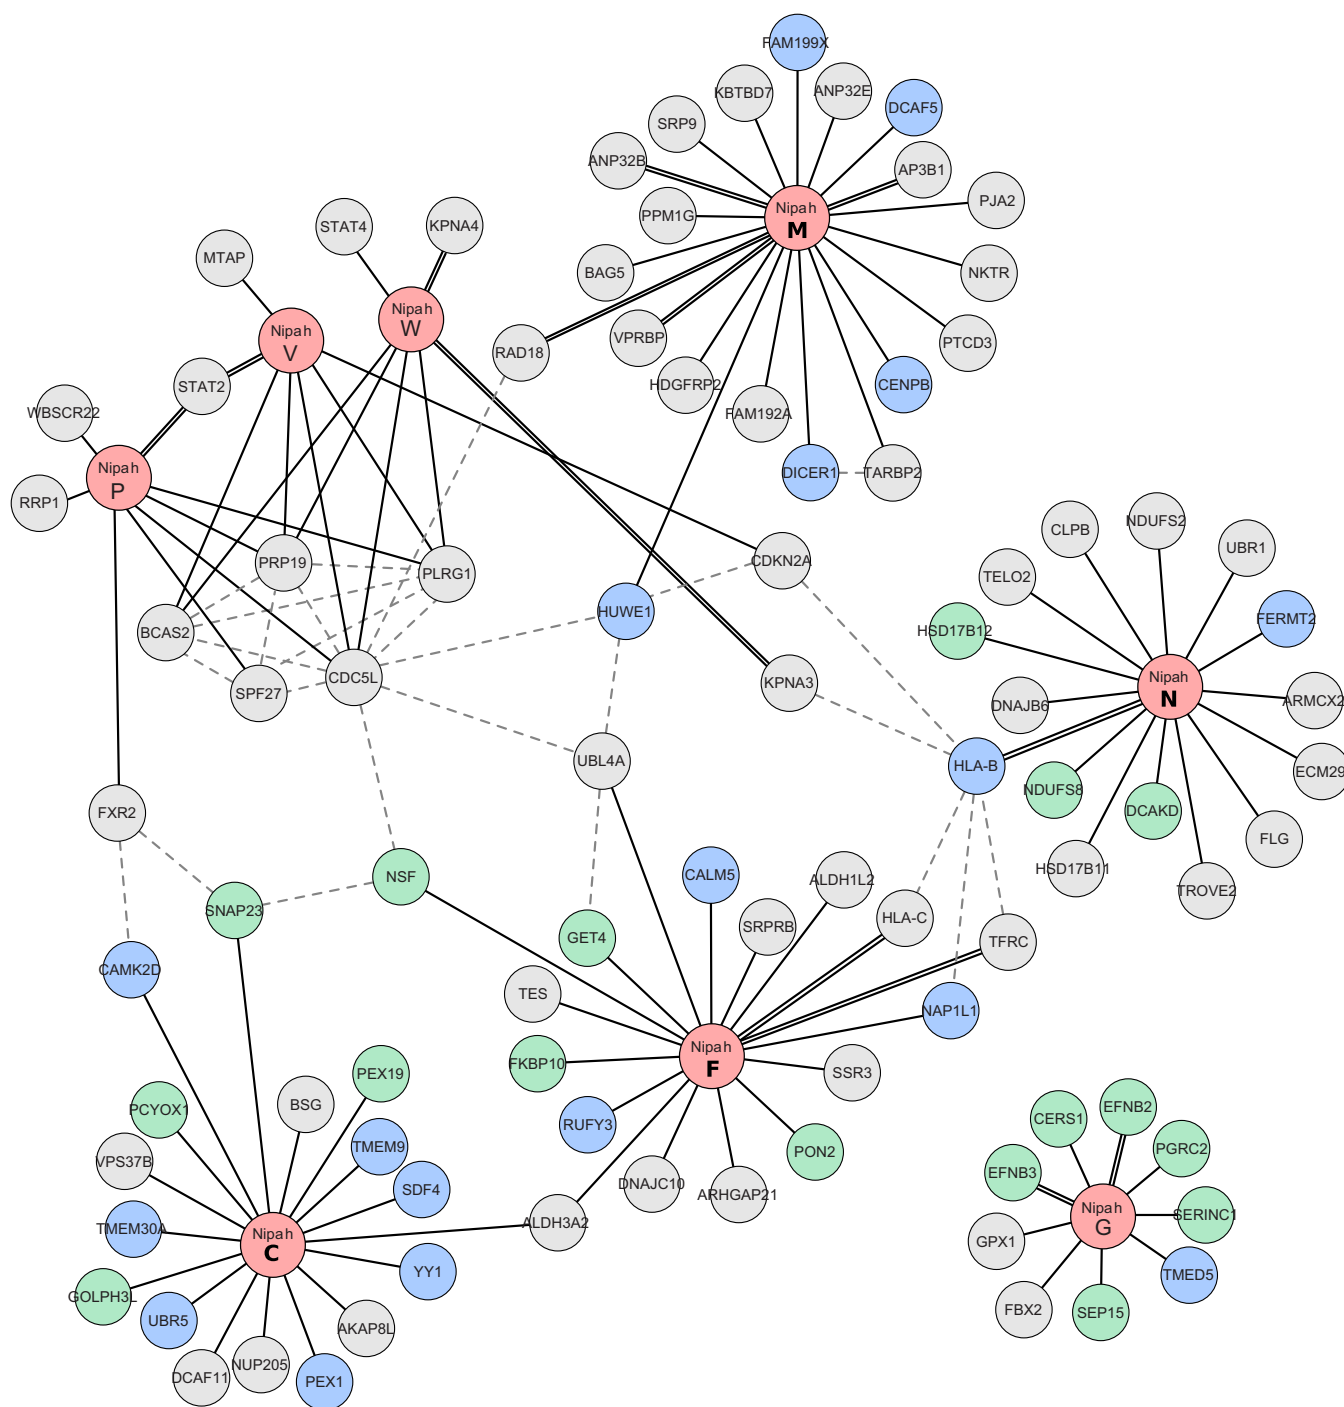 FAM199X
KBTBD7
ANP32E
DCAF5
SRP9
ANP32B
AP3B1
PJA2
Nipah
M
PPM1G
STAT4
KPNA4
MTAP
BAG5
NKTR
Nipah
W
Nipah
V
VPRBP
PTCD3
RAD18
STAT2
HDGFRP2
CENPB
WBSCR22
FAM192A
Nipah
P
DICER1
TARBP2
RRP1
CLPB
NDUFS2
UBR1
PRP19
PLRG1
CDKN2A
TELO2
HUWE1
FERMT2
BCAS2
HSD17B12
CDC5L
KPNA3
Nipah
N
SPF27
DNAJB6
ARMCX2
UBL4A
HLA-B
ECM29
NDUFS8
DCAKD
FXR2
FLG
HSD17B11
NSF
CALM5
ALDH1L2
TROVE2
SNAP23
HLA-C
SRPRB
GET4
TFRC
CAMK2D
TES
NAP1L1
Nipah
F
FKBP10
SSR3
PEX19
BSG
PCYOX1
RUFY3
CERS1
EFNB2
TMEM9
PGRC2
PON2
VPS37B
EFNB3
SDF4
DNAJC10
ARHGAP21
TMEM30A
ALDH3A2
Nipah
G
SERINC1
Nipah
C
GPX1
YY1
TMED5
GOLPH3L
FBX2
SEP15
UBR5
AKAP8L
NUP205
DCAF11
PEX1